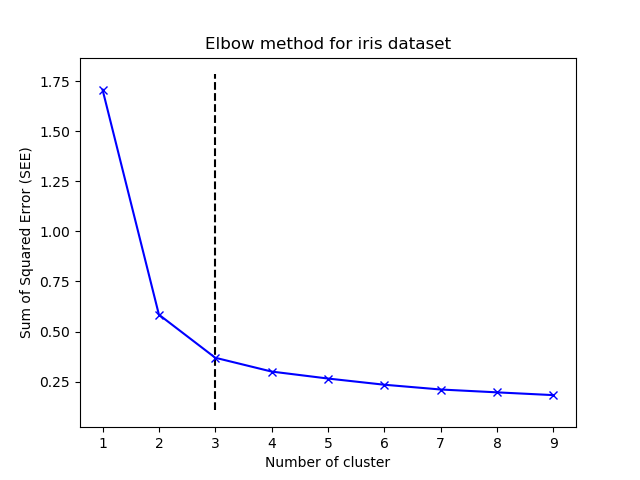 Elbow method for iris dataset
Sum of Squared Error (SEE)
1.75
1.50
1.25
1.00
0.75
0.50
0.25
1 2 3 4 5 6 7 8 9
Number of cluster